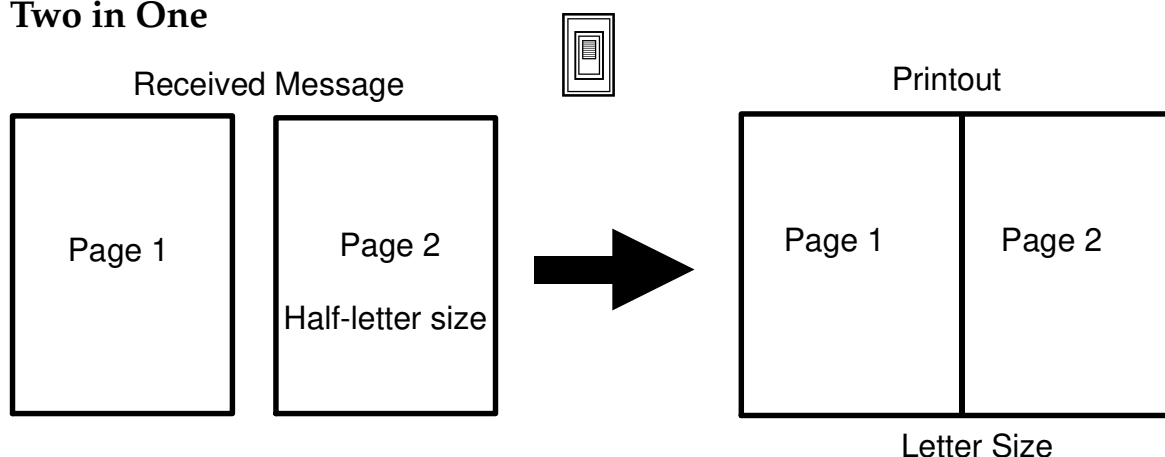 Two in One
Received Message
Printout
Page 1
Page 2
Half-letter size
Page 1
Page 2
Letter Size